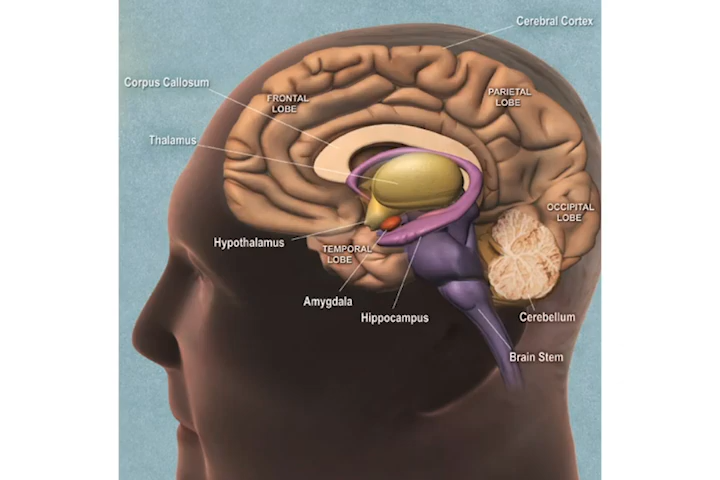 Cerebral Cortex
Corpus Callosum
FRONTAL
LOBE
PARIETAL
LOBE
Thalamus
OCCIPITAL
LOBE
Hypothalamus
TEMPORAL
LOBE
Amygdala
Hippocampus
Cerebellum
Brain Stem